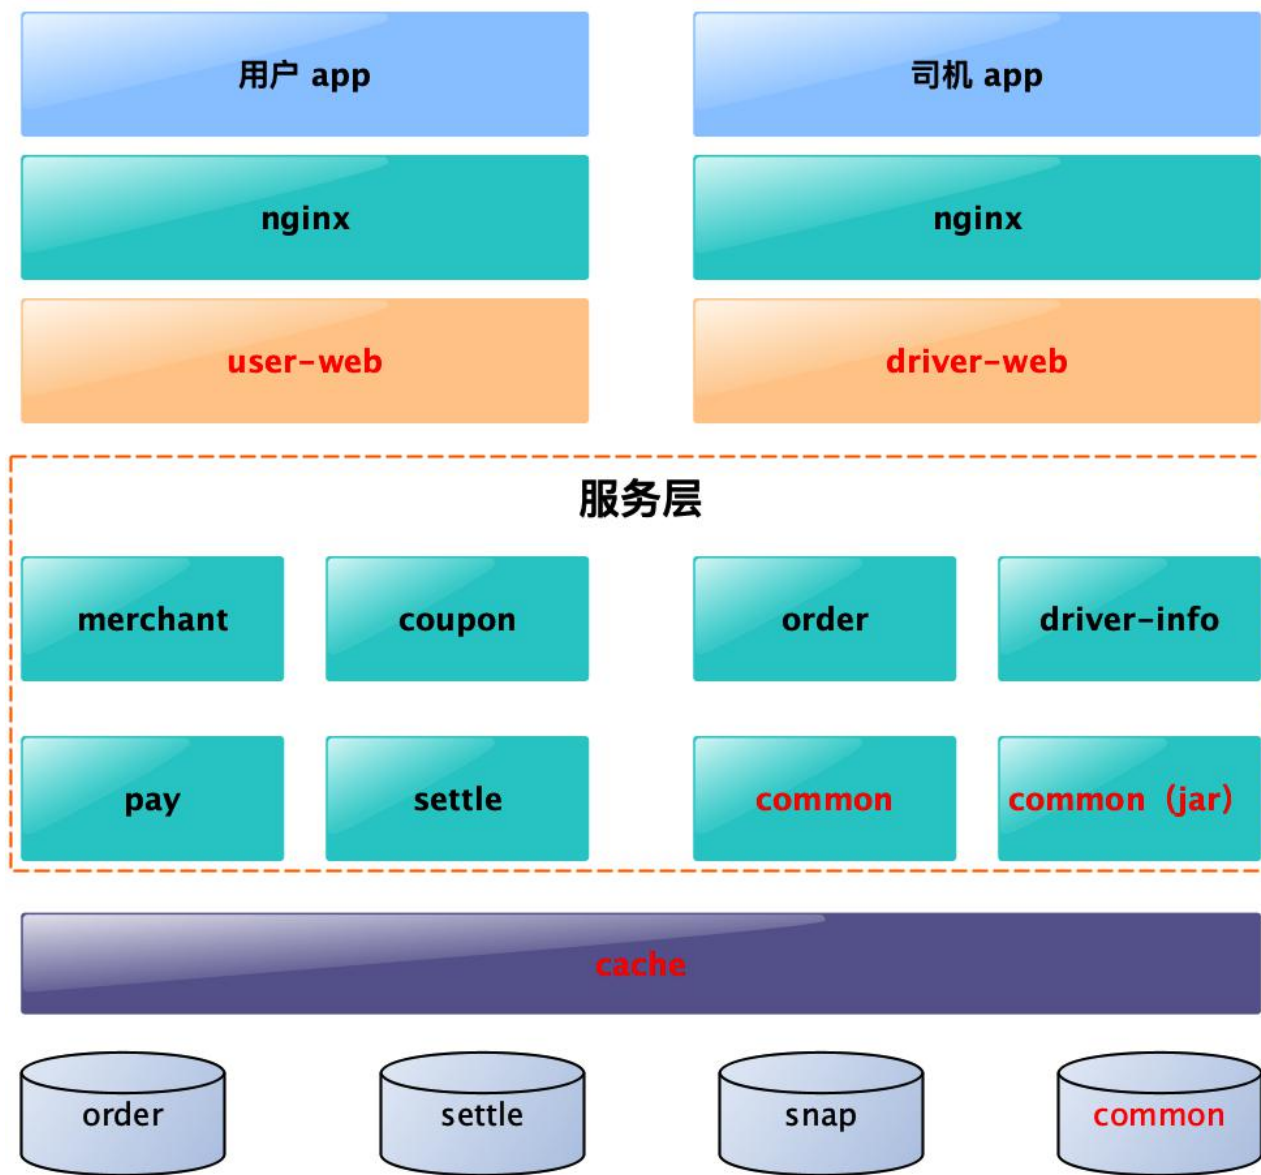 用户 app
司机 app
nginx
nginx
user-web
driver-web
服务层
merchant
coupon
order
driver-info
pay
settle
common
common（jar）
cache
order
settle
snap
common